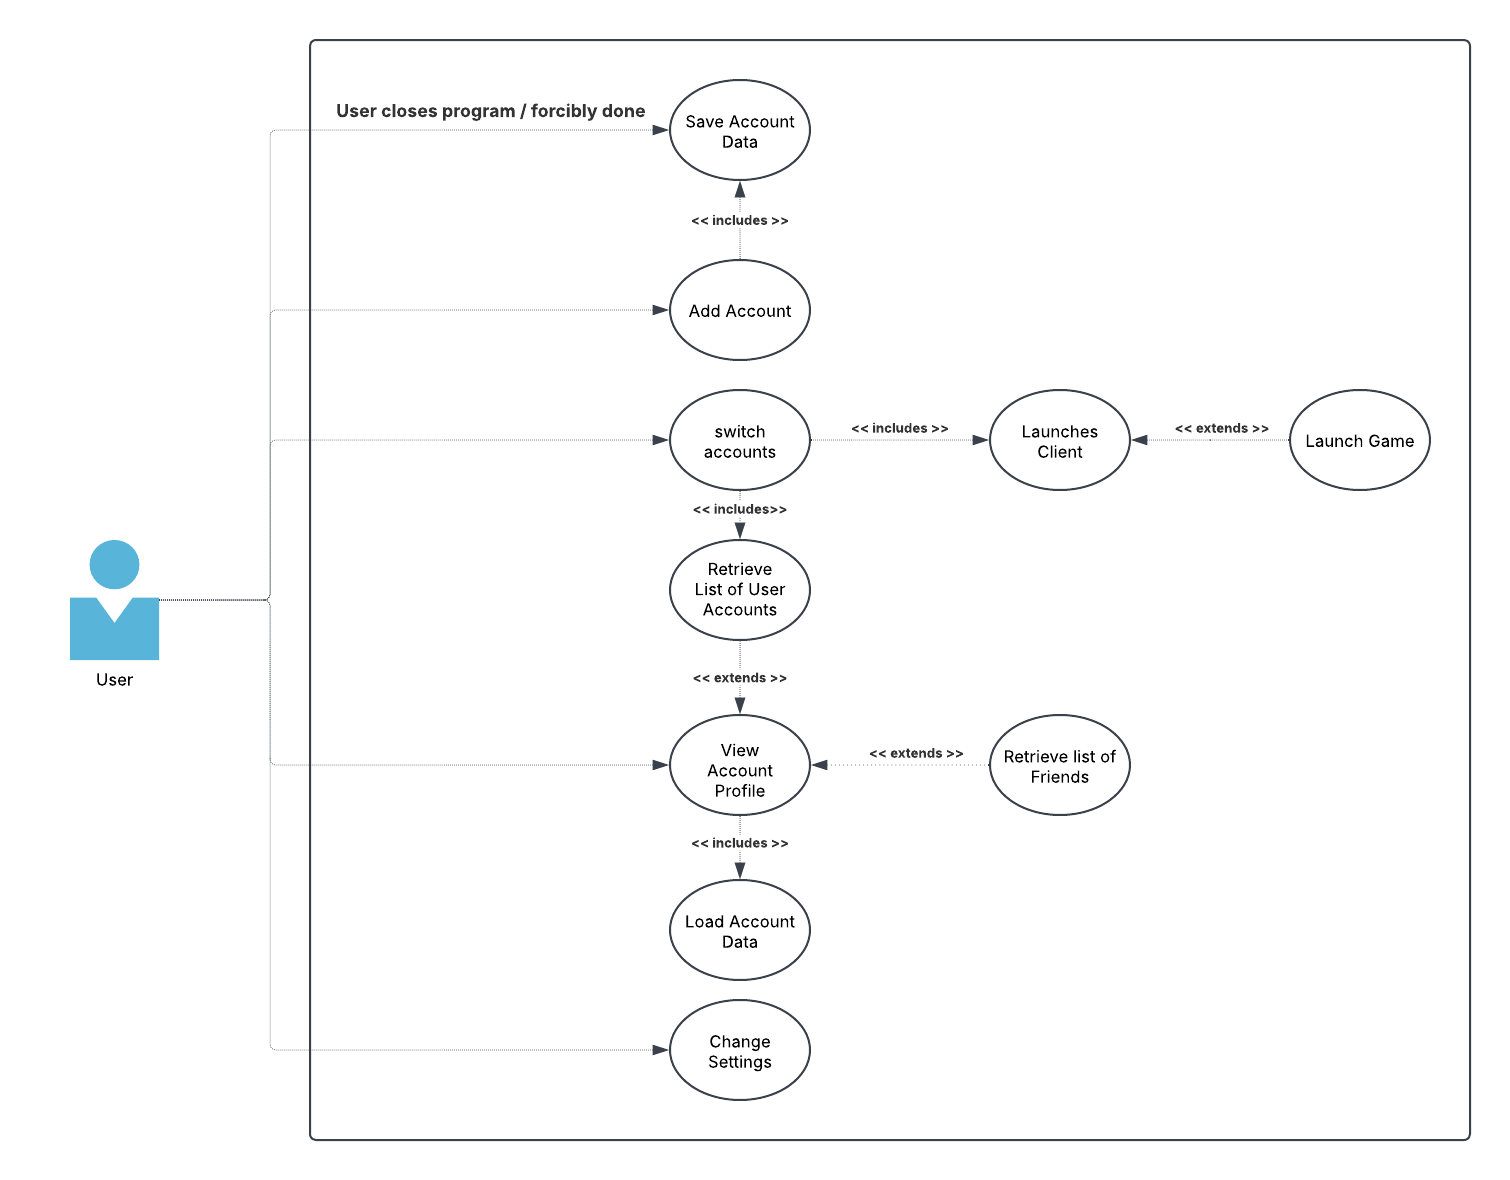 User closes program / forcibly done
Save Account
Data
<< includes >>
Add Account
switch
accounts
<< includes >>
Launches
Client
<< extends >>
Launch Game
<< includes>>
Retrieve
List of User
Accounts
User
<< extends >>
View
Account
Profile
<< extends >>
Retrieve list of
Friends
<< includes >>
Load Account
Data
Change
Settings